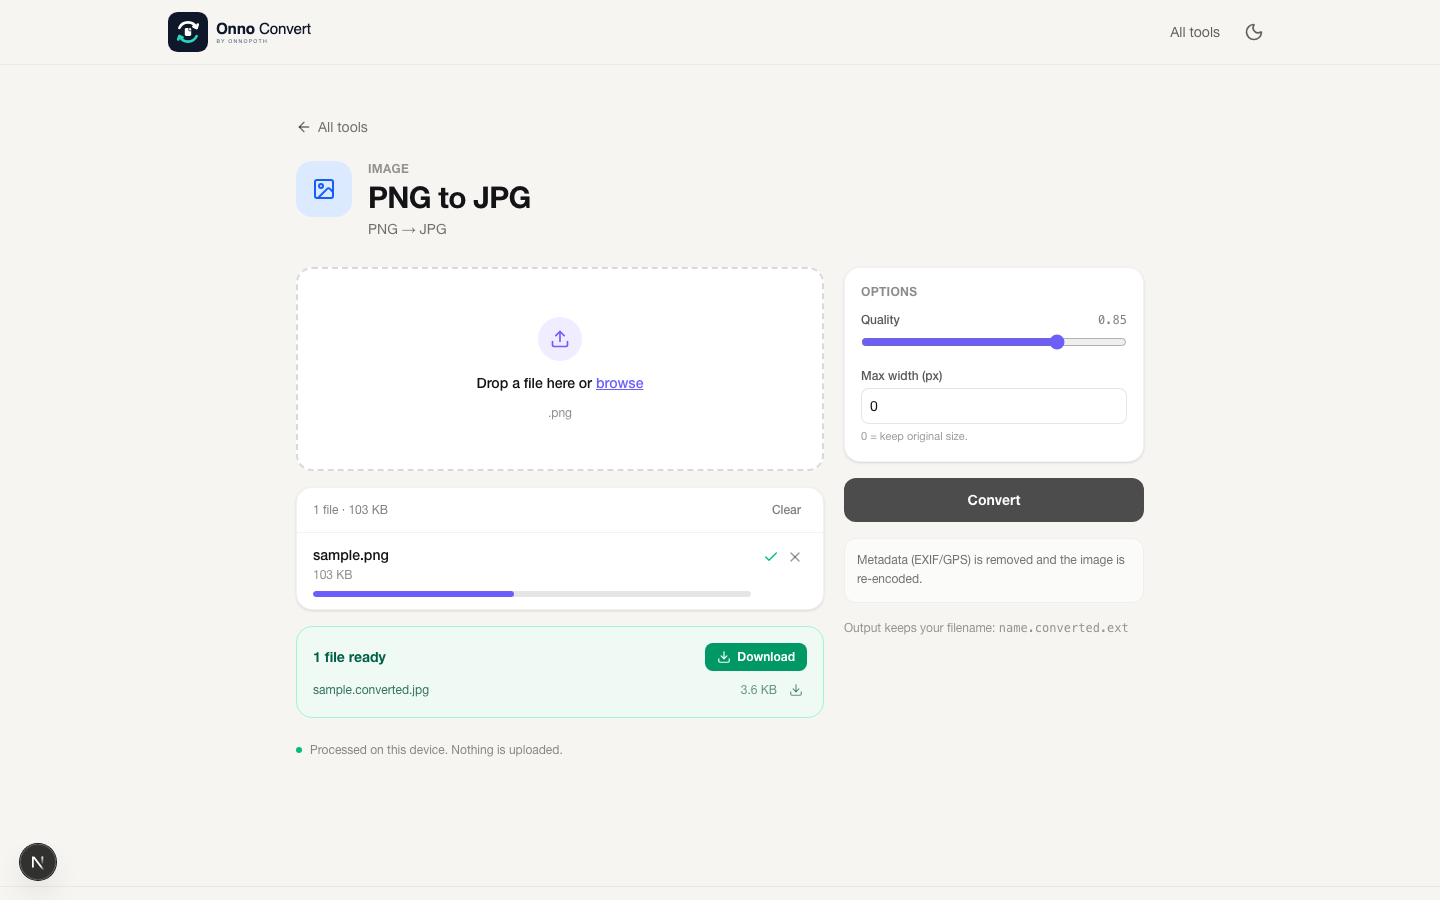 Onno Convert
BY ONNOPOTH
All tools
All tools
IMAGE
PNG to JPG
PNG → JPG
Drop a file here or browse
.png
OPTIONS
Quality
0.85
Max width (px)
0
0 = keep original size.
Convert
Metadata (EXIF/GPS) is removed and the image is
re-encoded.
Output keeps your filename: name.converted.ext
1 file · 103 KB
Clear
sample.png
103 KB
1 file ready
Download
sample.converted.jpg
3.6 KB
Processed on this device. Nothing is uploaded.
N